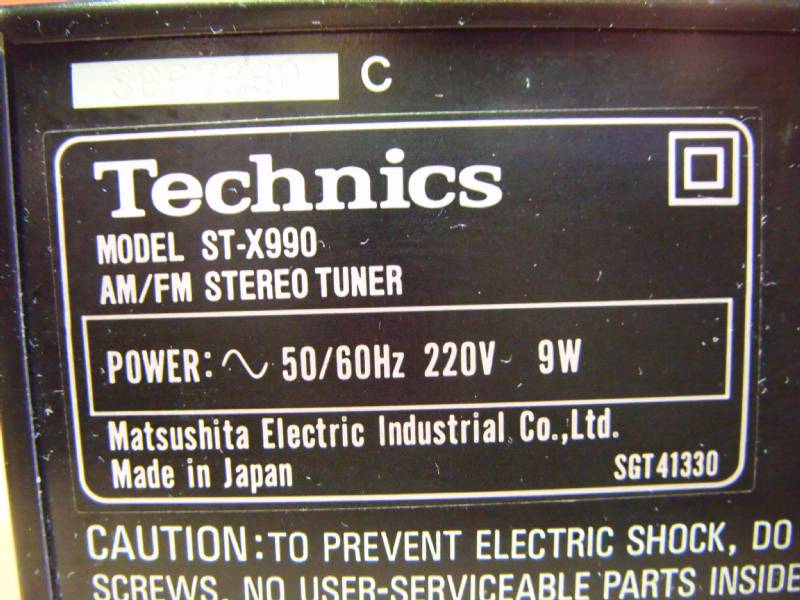 C
Technics
MODEL ST-X990
AM/FM STEREO TUNER
POWER: ∿ 50/60Hz 220V~ 9W
Matsushita Electric Industrial Co.,Ltd.
Made in Japan
SGT41330
CAUTION:TO PREVENT ELECTRIC SHOCK, DO
SCREWS. NO USER-SERVICEABLE PARTS INSIDE